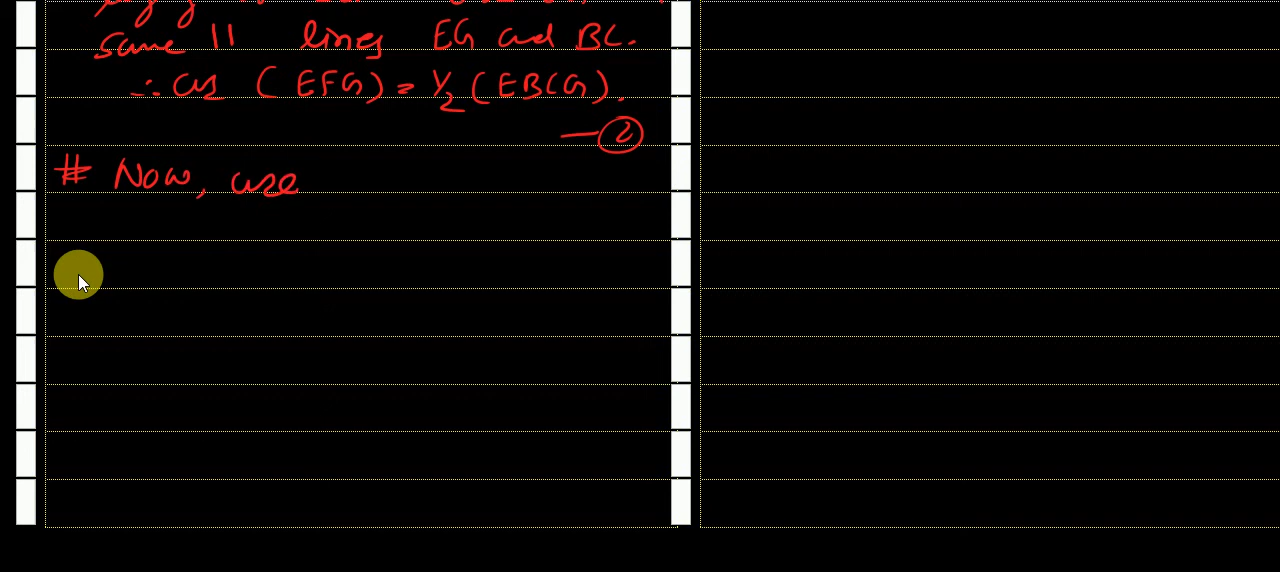 same || lines EG and BC.
∴ ar (EFG) = 1/2 (EBCG).
— ②
# Now, use